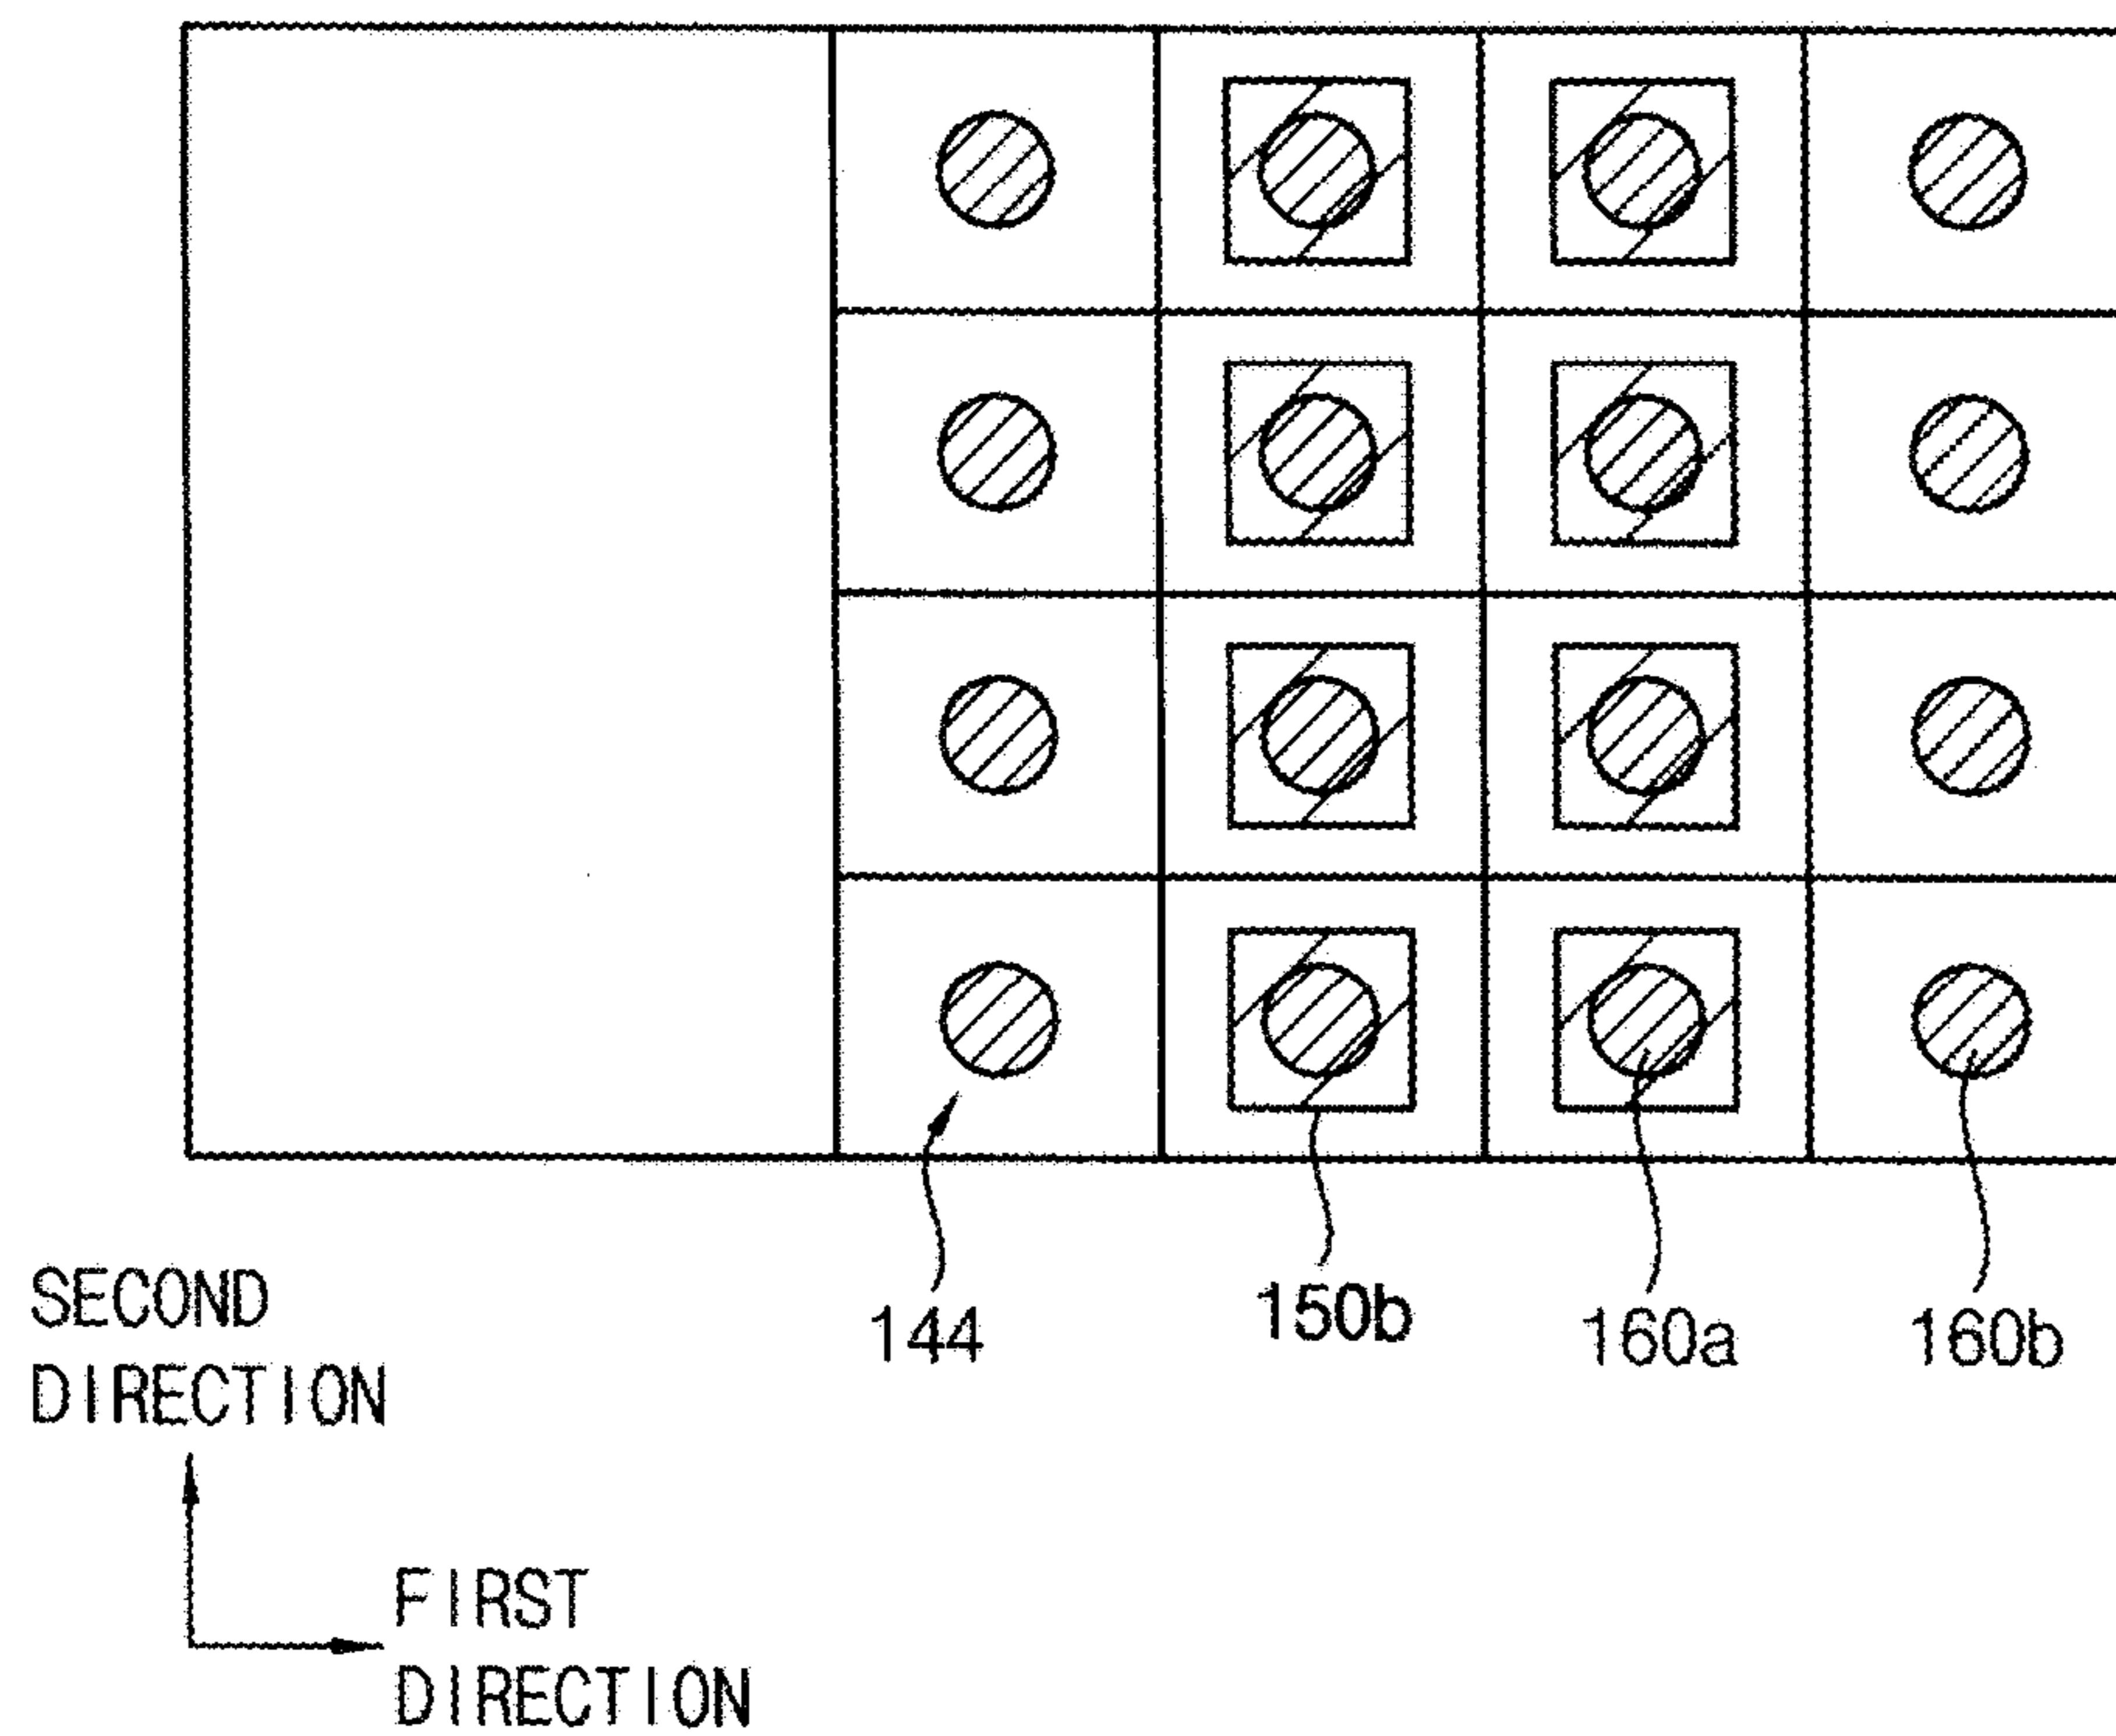 144
150b
160a
160b
SECOND
DIRECTION
FIRST
DIRECTION